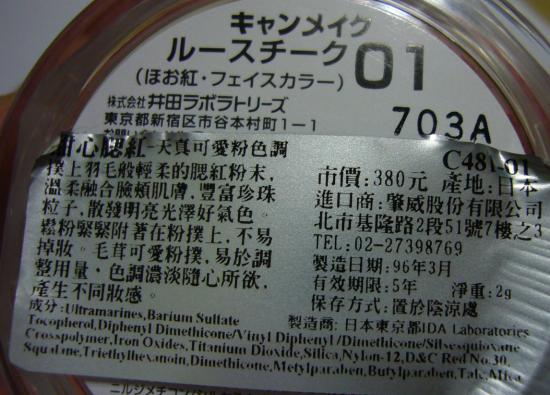 キャンメイク
ルースチーク 01
(ほお紅・フェイスカラー)
株式会社 井田ラボラトリーズ
東京都新宿区市谷本村町1-1
703A
甜心腮紅-天真可愛粉色調
撲上羽毛般輕柔的腮紅粉末,
溫柔融合臉頰肌膚,豐富珍珠
粒子,散發明亮光澤好氣色。
鬆粉緊緊附著在粉撲上,不易
掉妝。毛茸可愛粉撲,易於調
整用量,色調濃淡隨心所欲,
產生不同妝感。
C481-01
市價:380元 產地:日本
進口商:肇威股份有限公司
北市基隆路2段51號7樓之3
TEL:02-27398769
製造日期:96年3月
有效期限:5年 淨重:2g
保存方式:置於陰涼處
製造商:日本東京都IDA Laboratories
成分:Ultramarines,Barium Sulfate
Tocopherol,Diphenyl Dimethicone/Vinyl Diphenyl /Dimethicone/Silsesquioxane
Crosspolymer,Iron Oxides,Titanium Dioxide,Silica,Nylon-12,D&C Red No.30,
Squalane,Triethylhexanoin,Dimethicone,Metylparaben,Butylparaben,Talc,Mica